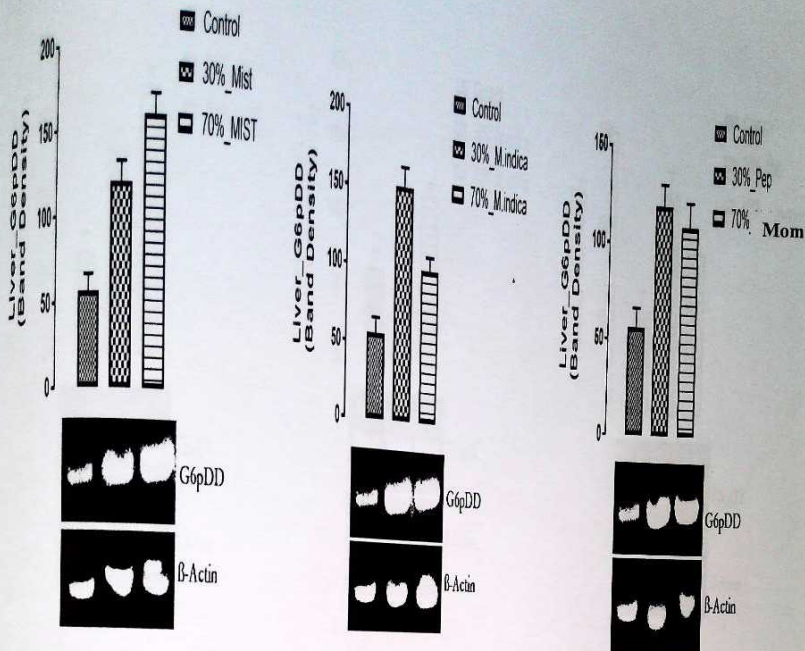 Control
30%_Mist
70%_MIST
Liver_G6pDD
(Band Density)
200
150
100
50
0
G6pDD
ß-Actin
Control
30%_M.indica
70%_M.indica
Liver_G6pDD
(Band Density)
200
150
100
50
0
G6pDD
ß-Actin
Control
30%_Pep
70%_ Mom
Liver_G6pDD
(Band Density)
150
100
50
0
G6pDD
ß-Actin